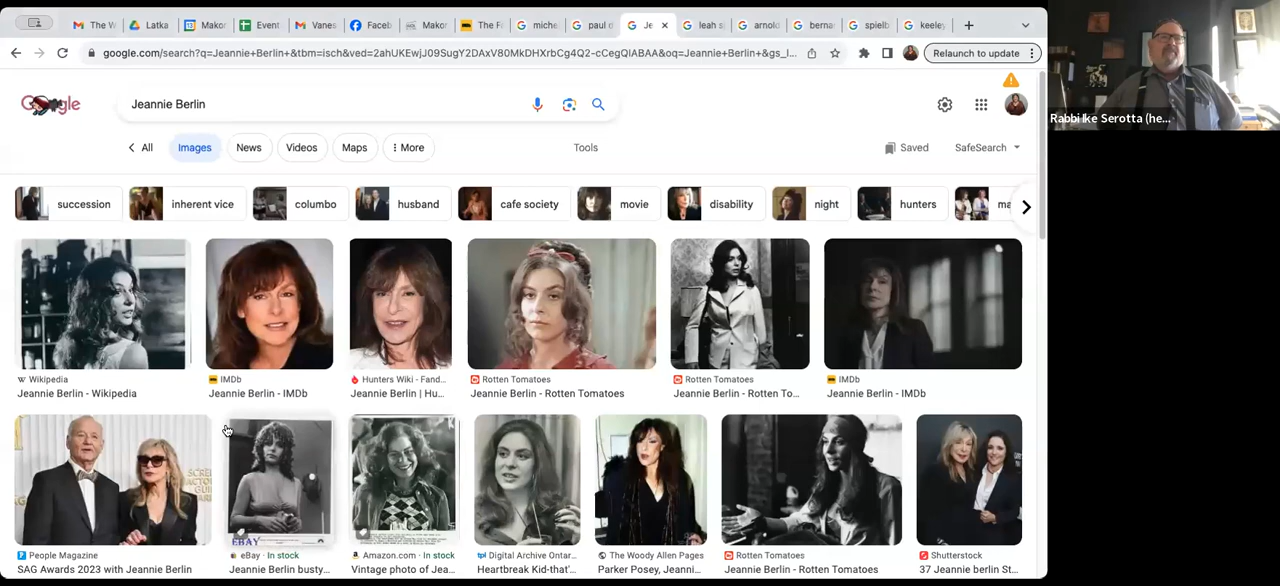 The W
Latka
Makor
Event
Vanes
Faceb
Makor
The F
miche
paul d
Je
leah s
arnol
berna
spielb
keeley
google.com/search?q=Jeannie+Berlin+&tbm=isch&ved=2ahUKEwjJ09SugY2DAxV80MkDHXrbCg4Q2-cCegQIABAA&oq=Jeannie+Berlin+&gs_l...
Relaunch to update
Rabbi Ike Serotta (he...
Google
Jeannie Berlin
All
Images
News
Videos
Maps
More
Tools
Saved
SafeSearch
succession
inherent vice
columbo
husband
cafe society
movie
disability
night
hunters
ma
Wikipedia
Jeannie Berlin - Wikipedia
IMDb
Jeannie Berlin - IMDb
Hunters Wiki - Fand...
Jeannie Berlin | Hu...
Rotten Tomatoes
Jeannie Berlin - Rotten Tomatoes
Rotten Tomatoes
Jeannie Berlin - Rotten To...
IMDb
Jeannie Berlin - IMDb
SCREEN
EBAY
People Magazine
SAG Awards 2023 with Jeannie Berlin
eBay · In stock
Jeannie Berlin busty...
Amazon.com · In stock
Vintage photo of Jea...
Digital Archive Ontar...
Heartbreak Kid-that'...
The Woody Allen Pages
Parker Posey, Jeanni...
Rotten Tomatoes
Jeannie Berlin - Rotten Tomatoes
Shutterstock
37 Jeannie berlin St...